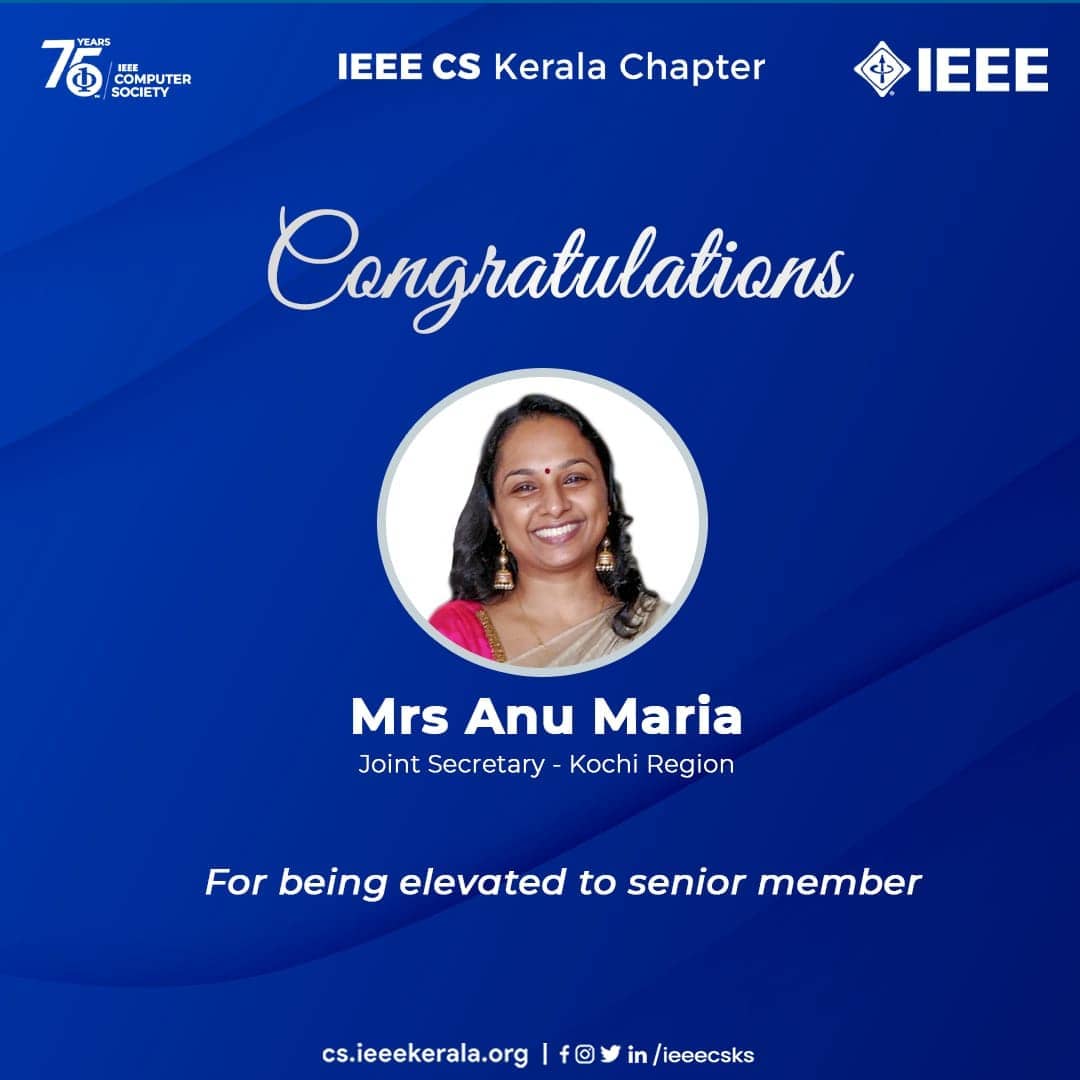 75 YEARS
IEEE
COMPUTER
SOCIETY
IEEE CS Kerala Chapter
IEEE
Congratulations
Mrs Anu Maria
Joint Secretary - Kochi Region
For being elevated to senior member
cs.ieeekerala.org | /ieeecsks